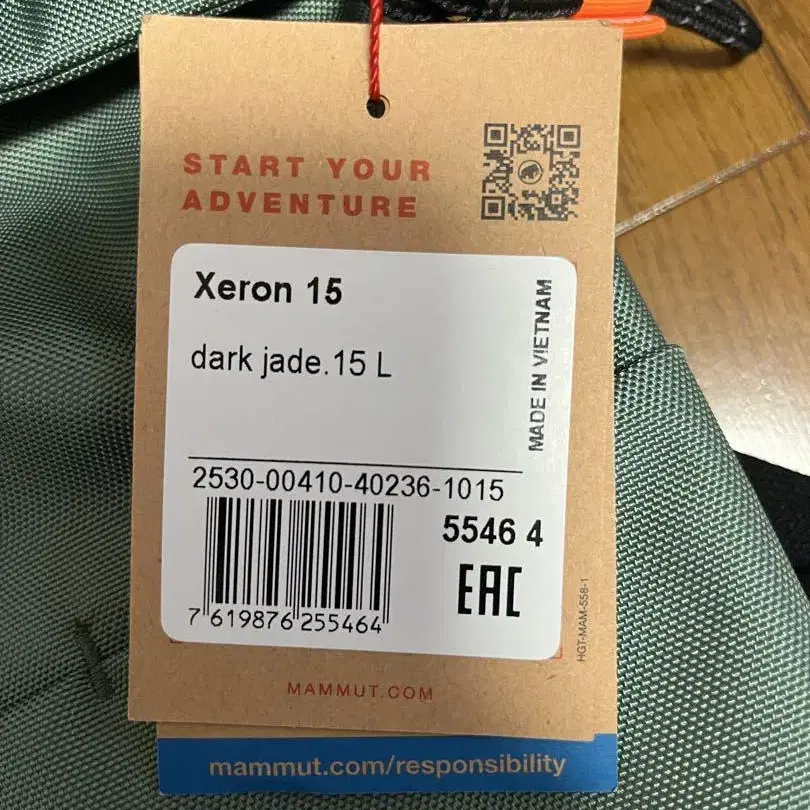 START YOUR
ADVENTURE
Xeron 15
dark jade.15 L
MADE IN VIETNAM
2530-00410-40236-1015
5546 4
7 619876 255464
EAC
HGT-MAM-558-1
MAMMUT.COM
mammut.com/responsibility